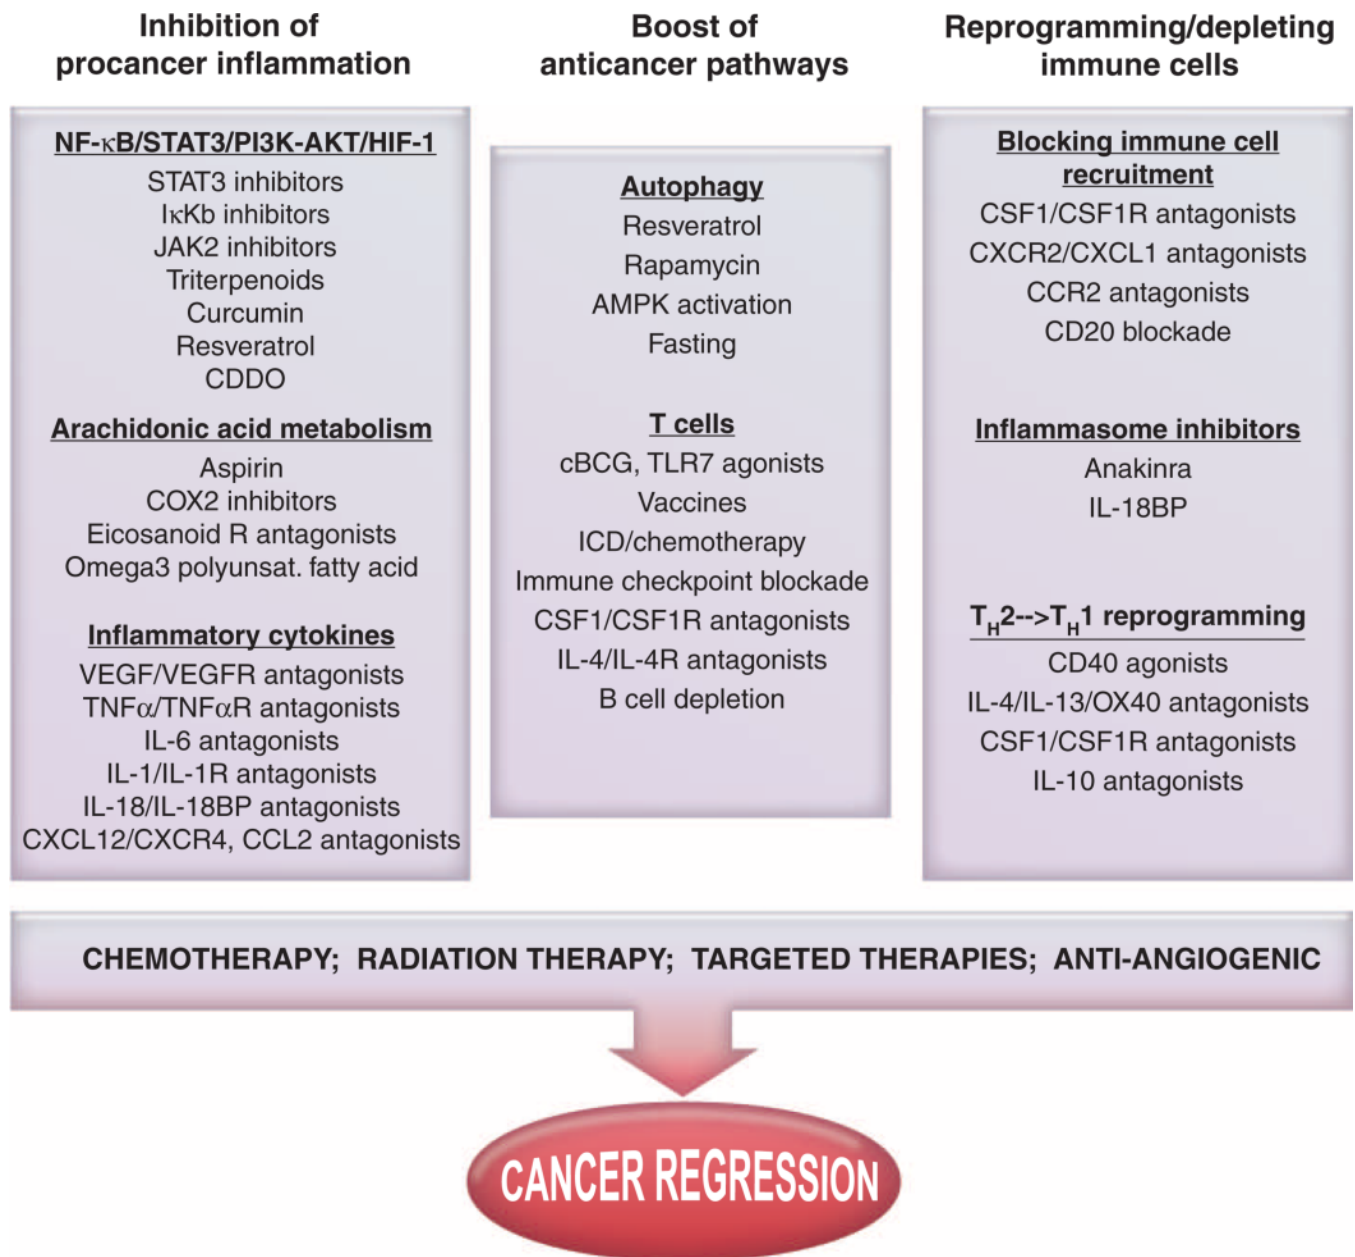 Inhibition of
procancer inflammation
NF-κB/STAT3/PI3K-AKT/HIF-1
STAT3 inhibitors
IκKb inhibitors
JAK2 inhibitors
Triterpenoids
Curcumin
Resveratrol
CDDO
Arachidonic acid metabolism
Aspirin
COX2 inhibitors
Eicosanoid R antagonists
Omega3 polyunsat. fatty acid
Inflammatory cytokines
VEGF/VEGFR antagonists
TNFα/TNFαR antagonists
IL-6 antagonists
IL-1/IL-1R antagonists
IL-18/IL-18BP antagonists
CXCL12/CXCR4, CCL2 antagonists
Boost of
anticancer pathways
Autophagy
Resveratrol
Rapamycin
AMPK activation
Fasting
T cells
cBCG, TLR7 agonists
Vaccines
ICD/chemotherapy
Immune checkpoint blockade
CSF1/CSF1R antagonists
IL-4/IL-4R antagonists
B cell depletion
Reprogramming/depleting
immune cells
Blocking immune cell
recruitment
CSF1/CSF1R antagonists
CXCR2/CXCL1 antagonists
CCR2 antagonists
CD20 blockade
Inflammasome inhibitors
Anakinra
IL-18BP
TH2-->TH1 reprogramming
CD40 agonists
IL-4/IL-13/OX40 antagonists
CSF1/CSF1R antagonists
IL-10 antagonists
CHEMOTHERAPY; RADIATION THERAPY; TARGETED THERAPIES; ANTI-ANGIOGENIC
CANCER REGRESSION